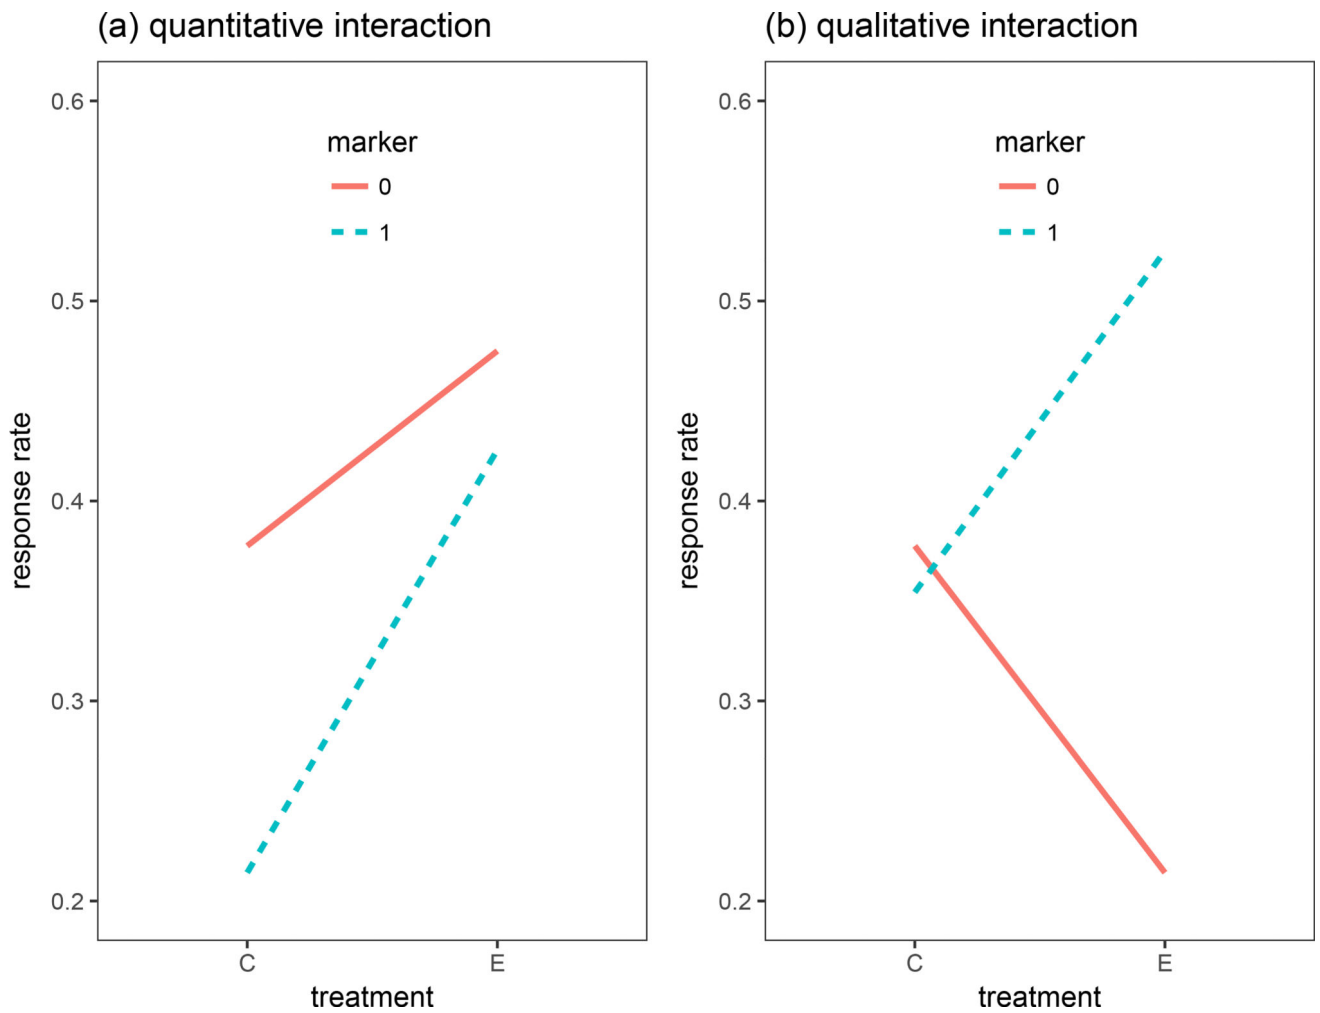 (a) quantitative interaction
0.6
0.5
0.4
0.3
0.2
response rate
marker
0
1
C
E
treatment
(b) qualitative interaction
0.6
0.5
0.4
0.3
0.2
response rate
marker
0
1
C
E
treatment